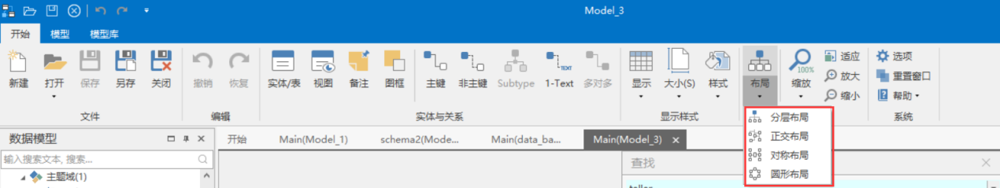 Model_3
开始 模型 模型库
新建 打开 保存 另存 关闭 撤销 恢复 实体/表 视图 备注 图框 主键 非主键 Subtype 1-Text 多对多 显示 大小(S) 样式 布局 缩放 适应 选项
TEXT 100% 放大 重置窗口
缩小 帮助
文件 编辑 实体与关系 显示样式 系统
分层布局
正交布局
对称布局
圆形布局
数据模型 开始 Main(Model_1) schema2(Mode... Main(data_ba... Main(Model_3)
输入搜索文本, 搜索... 查找
主题域(1)